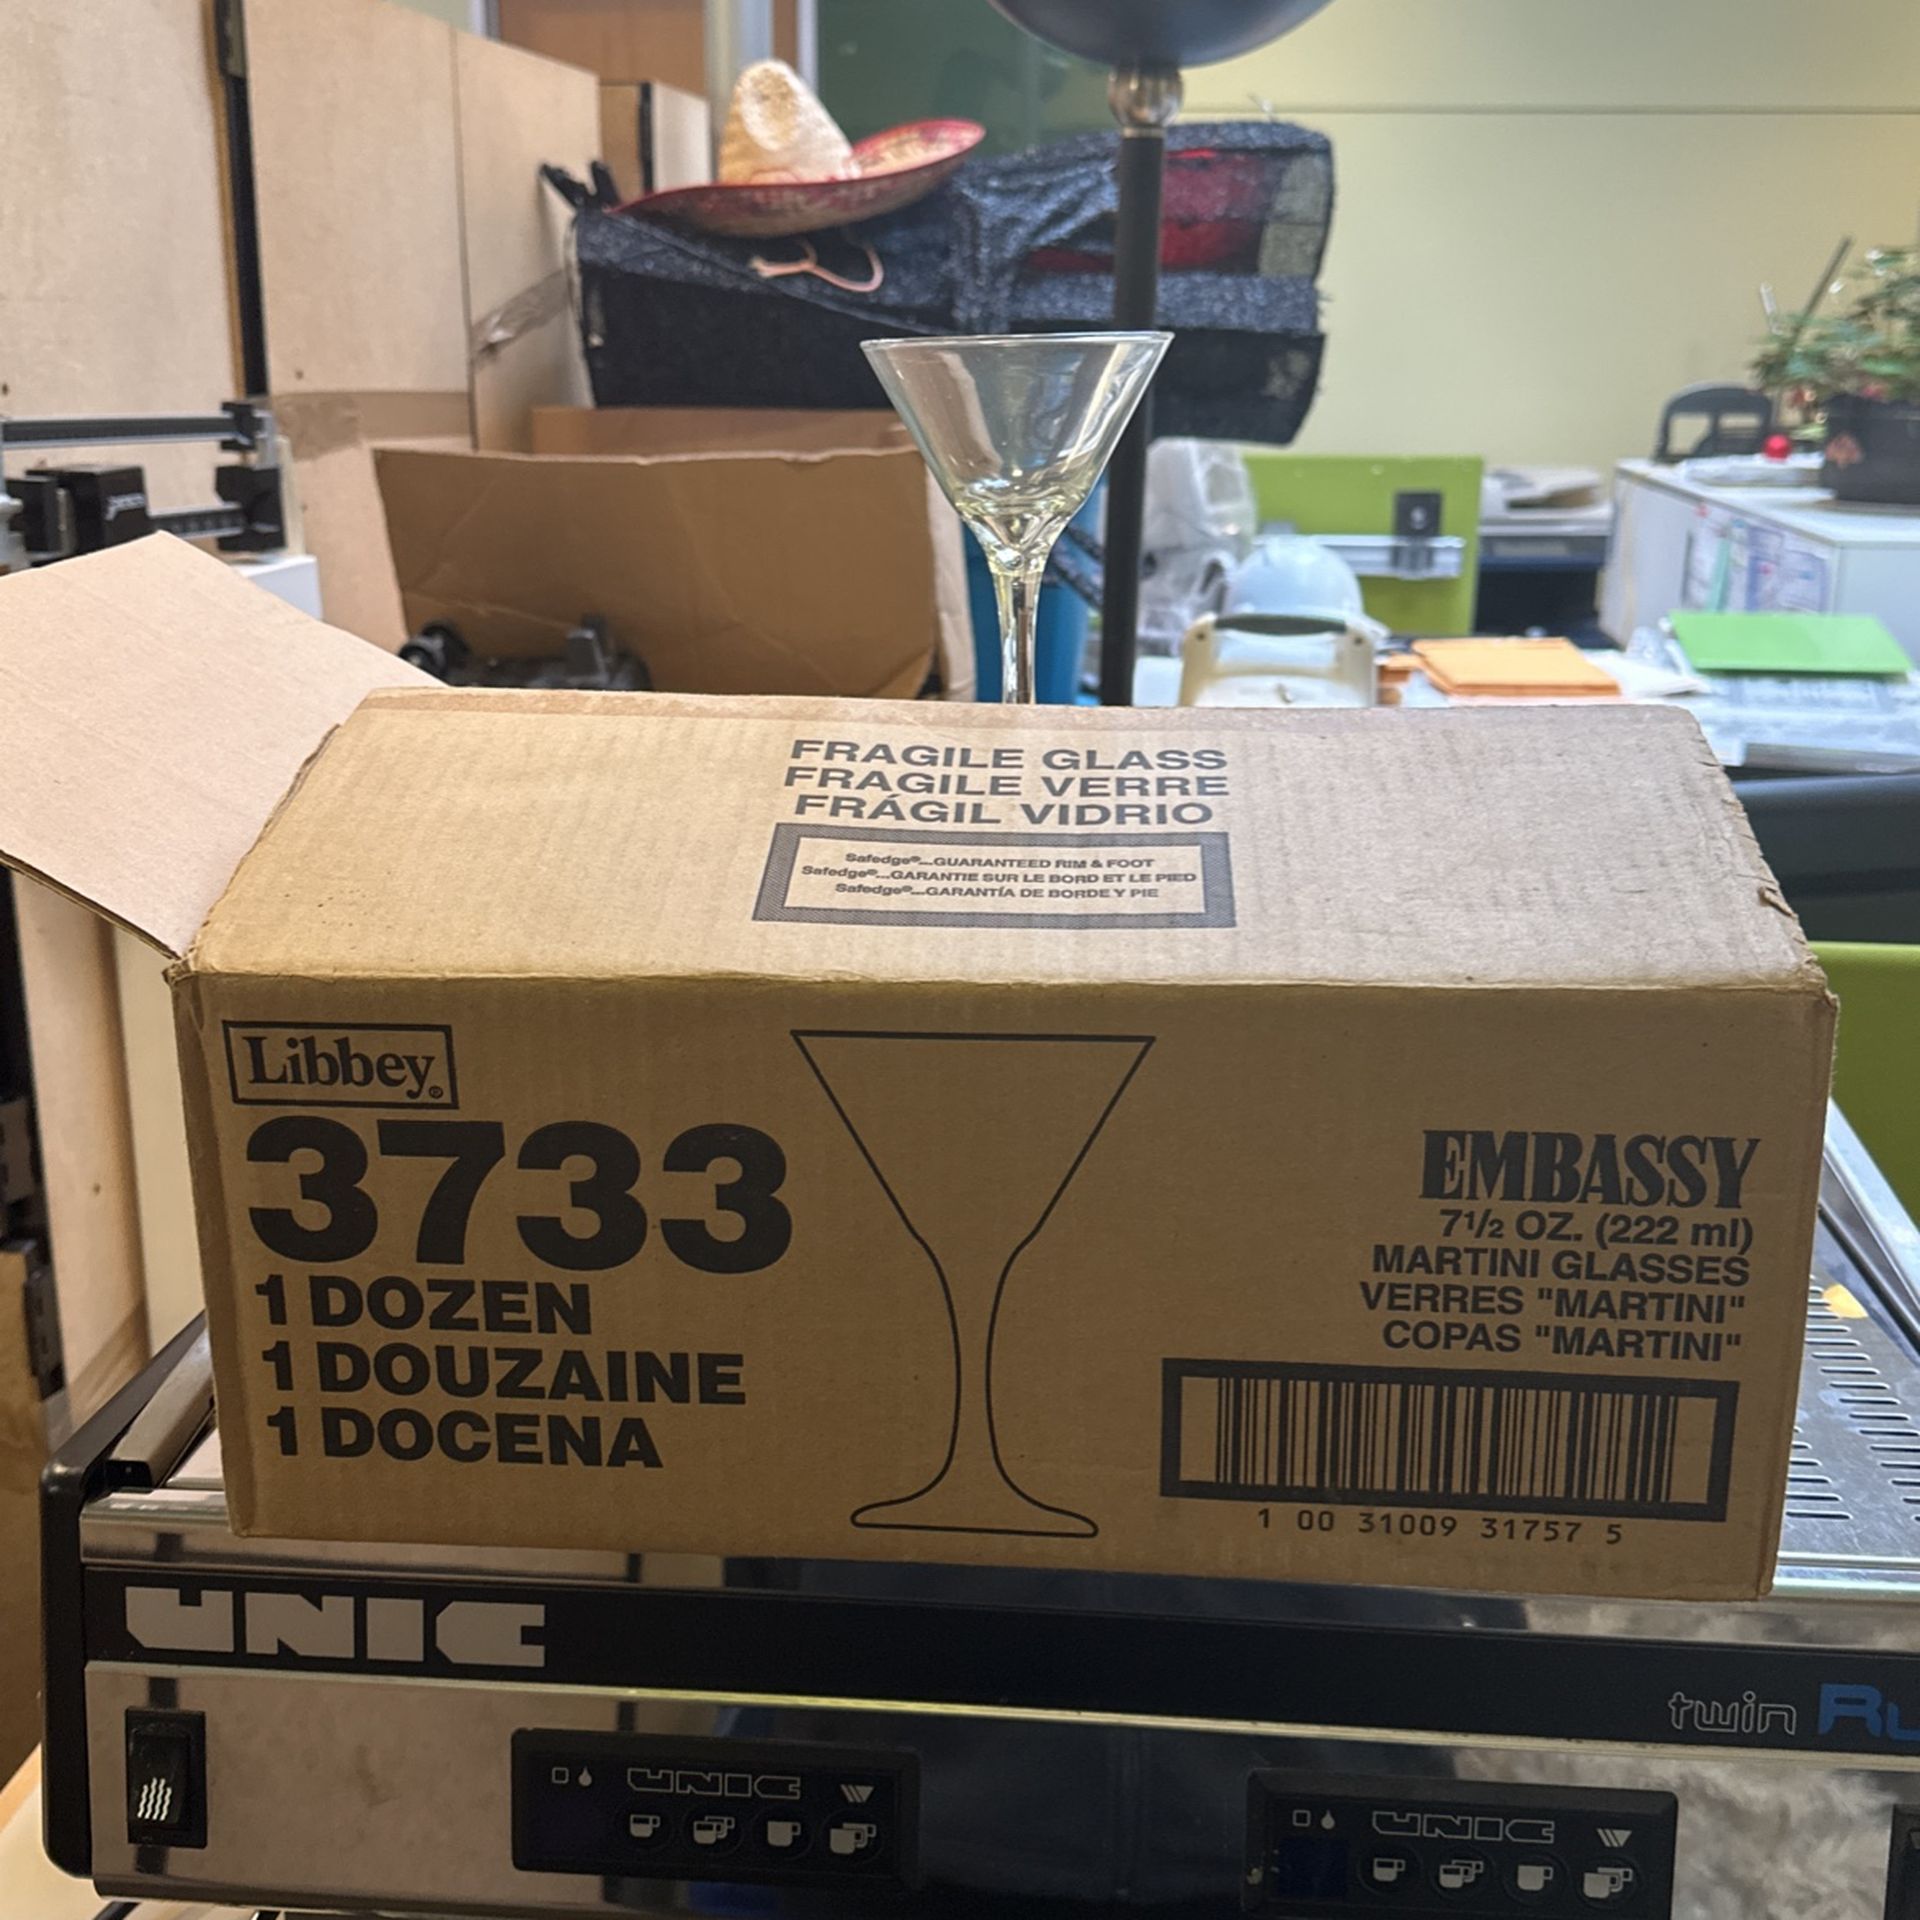 FRAGILE GLASS
FRAGILE VERRE
FRÁGIL VIDRIO
Safedge®...GUARANTEED RIM & FOOT
Safedge®...GARANTIE SUR LE BORD ET LE PIED
Safedge®...GARANTÍA DE BORDE Y PIE
Libbey®
3733
1 DOZEN
1 DOUZAINE
1 DOCENA
EMBASSY
7 1/2 OZ. (222 ml)
MARTINI GLASSES
VERRES "MARTINI"
COPAS "MARTINI"
1 00 31009 31757 5
UNIC
twin
UNIC
UNIC